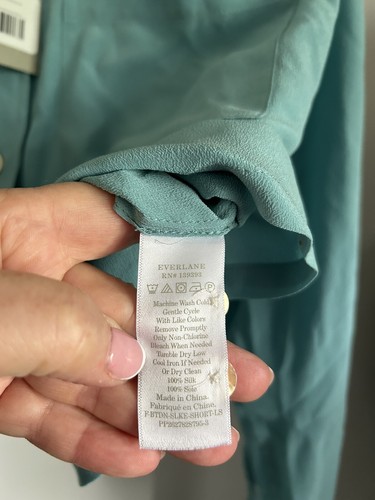 EVERLANE
RN# 139395
Machine Wash Cold
Gentle Cycle
With Like Colors
Remove Promptly
Only Non-Chlorine
Bleach When Needed
Tumble Dry Low
Cool Iron If Needed
Or Dry Clean
100% Silk
100% Soie
Made in China.
Fabriqué en Chine.